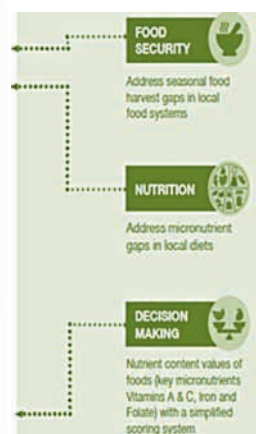 FOOD
SECURITY
Address seasonal food
harvest gaps in local
food systems
NUTRITION
Address micronutrient
gaps in local diets
DECISION
MAKING
Nutrient content values of
foods (key micronutrients
Vitamins A & C, Iron and
Folate) with a simplified
scoring system